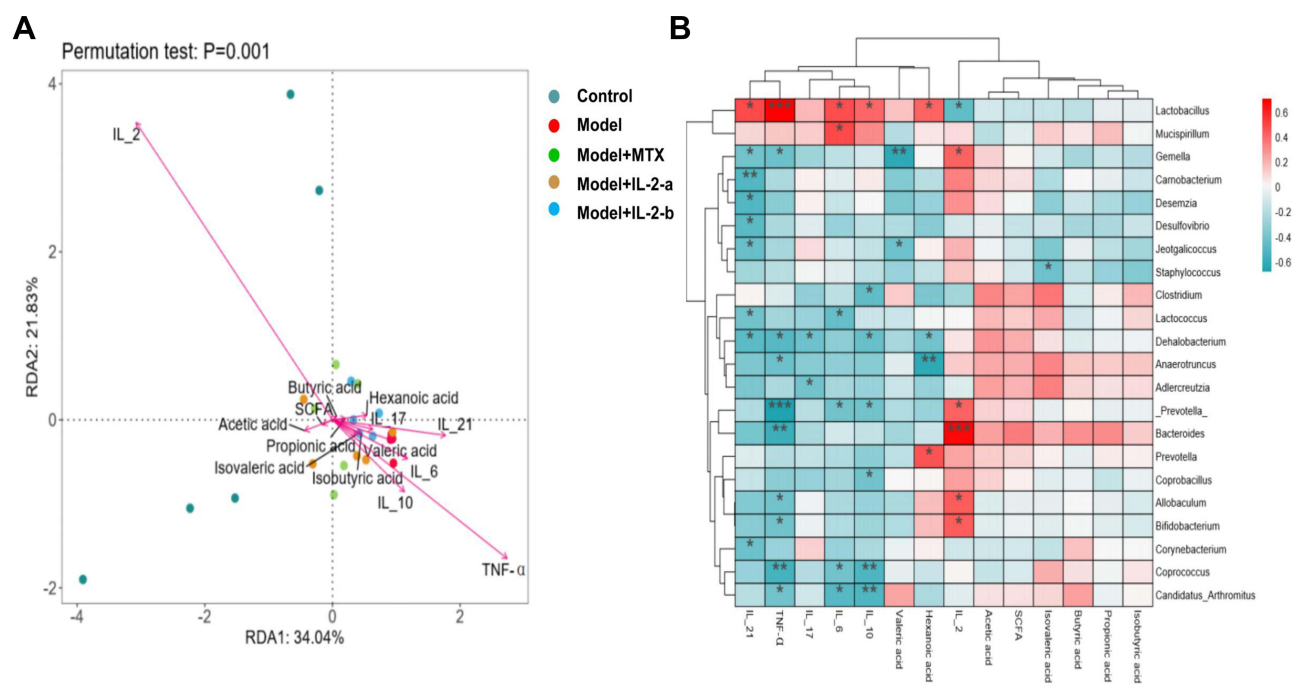 A
Permutation test: P=0.001
4
2
0
-2
-4
-2
0
2
RDA2: 21.83%
RDA1: 34.04%
IL_2
Butyric acid
Hexanoic acid
SCFA
IL_17
Acetic acid
IL_21
Propionic acid
Valeric acid
Isovaleric acid
IL_6
Isobutyric acid
IL_10
TNF-α
Control
Model
Model+MTX
Model+IL-2-a
Model+IL-2-b
B
* *** * * * *
*
* * ** *
**
*
*
* *
*
*
* *
* * * * *
* **
*
*** * * *
** ***
*
*
* *
* *
*
** * **
* * **
Lactobacillus
Mucispirillum
Gemella
Carnobacterium
Desemzia
Desulfovibrio
Jeotgalicoccus
Staphylococcus
Clostridium
Lactococcus
Dehalobacterium
Anaerotruncus
Adlercreutzia
_Prevotella_
Bacteroides
Prevotella
Coprobacillus
Allobaculum
Bifidobacterium
Corynebacterium
Coprococcus
Candidatus_Arthromitus
IL_21
TNF-α
IL_17
IL_6
IL_10
Valeric acid
Hexanoic acid
IL_2
Acetic acid
SCFA
Isovaleric acid
Butyric acid
Propionic acid
Isobutyric acid
0.6
0.4
0.2
0
-0.2
-0.4
-0.6